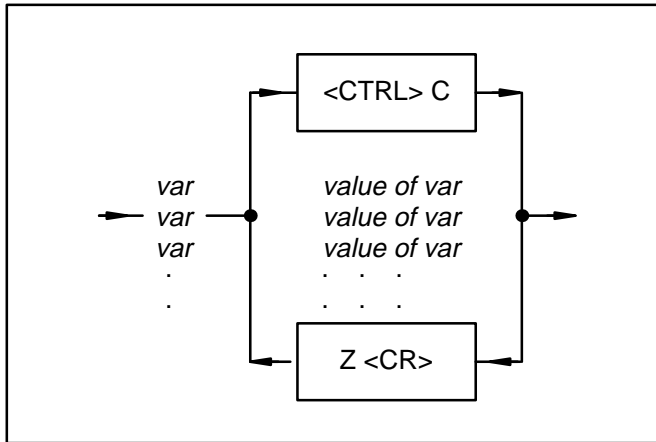 <CTRL> C
var value of var
var value of var
var value of var
. . . .
. . . .
Z <CR>